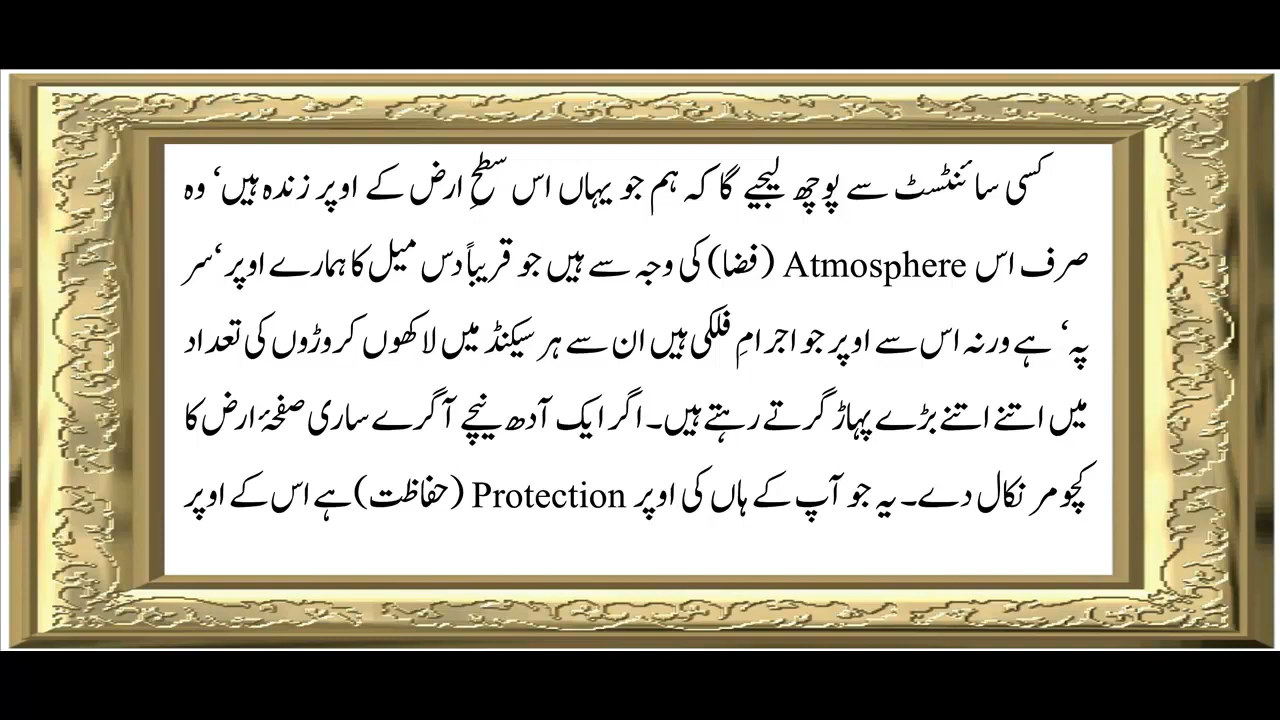 کسی سائنٹسٹ سے پوچھ لیجیے گا کہ ہم جو یہاں اس سطحِ ارض کے اوپر زندہ ہیں‘ وہ
صرف اس Atmosphere (فضا) کی وجہ سے ہیں جو قریباً دس میل کا ہمارے اوپر ‘سر
پہ‘ ہے ورنہ اس سے اوپر جو اجرامِ فلکی ہیں ان سے ہر سیکنڈ میں لاکھوں کروڑوں کی تعداد
میں اتنے اتنے بڑے پہاڑ گرتے رہتے ہیں۔ اگر ایک آدھ نیچے آ گرے ساری صفحۂ ارض کا
کچومر نکال دے۔ یہ جو آپ کے ہاں کی اوپر Protection (حفاظت) ہے اس کے اوپر